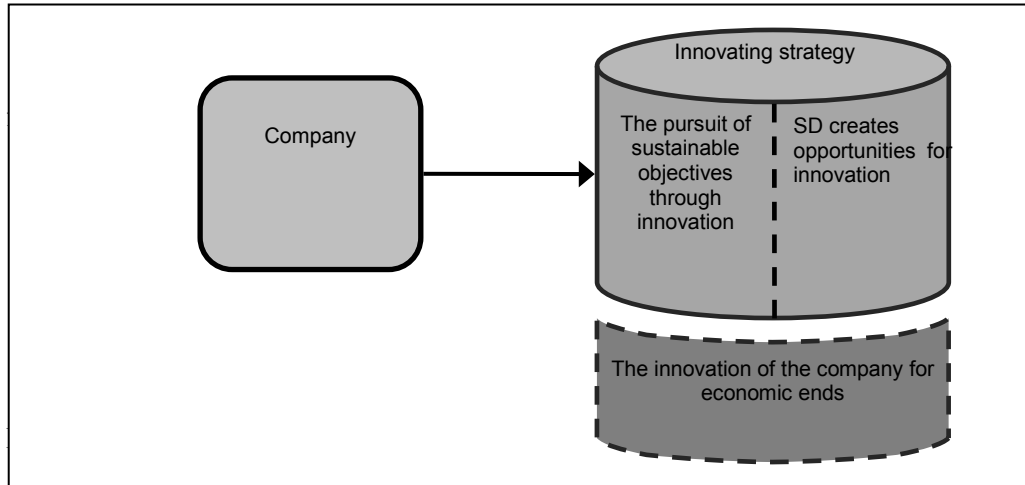 Innovating strategy
Company
The pursuit of
sustainable
objectives
through
innovation
SD creates
opportunities for
innovation
The innovation of the company for
economic ends